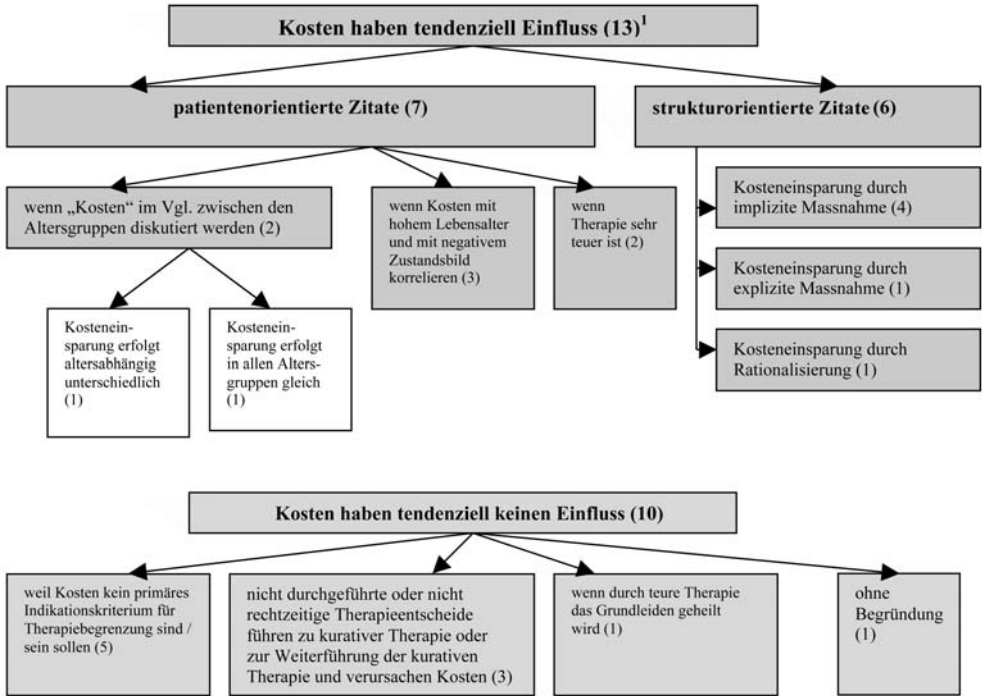 Kosten haben tendenziell Einfluss (13)¹
patientenorientierte Zitate (7)
strukturorientierte Zitate (6)
wenn „Kosten“ im Vgl. zwischen den
Altersgruppen diskutiert werden (2)
wenn Kosten mit
hohem Lebensalter
und mit negativem
Zustandsbild
korrelieren (3)
wenn
Therapie sehr
teuer ist (2)
Kosteneinsparung durch
implizite Massnahme (4)
Kosteneinsparung durch
explizite Massnahme (1)
Kosteneinsparung durch
Rationalisierung (1)
Kostenein-
sparung erfolgt
altersabhängig
unterschiedlich
(1)
Kostenein-
sparung erfolgt
in allen Alters-
gruppen gleich
(1)
Kosten haben tendenziell keinen Einfluss (10)
weil Kosten kein primäres
Indikationskriterium für
Therapiebegrenzung sind /
sein sollen (5)
nicht durchgeführte oder nicht
rechtzeitige Therapieentscheide
führen zu kurativer Therapie oder
zur Weiterführung der kurativen
Therapie und verursachen Kosten (3)
wenn durch teure Therapie
das Grundleiden geheilt
wird (1)
ohne
Begründung
(1)